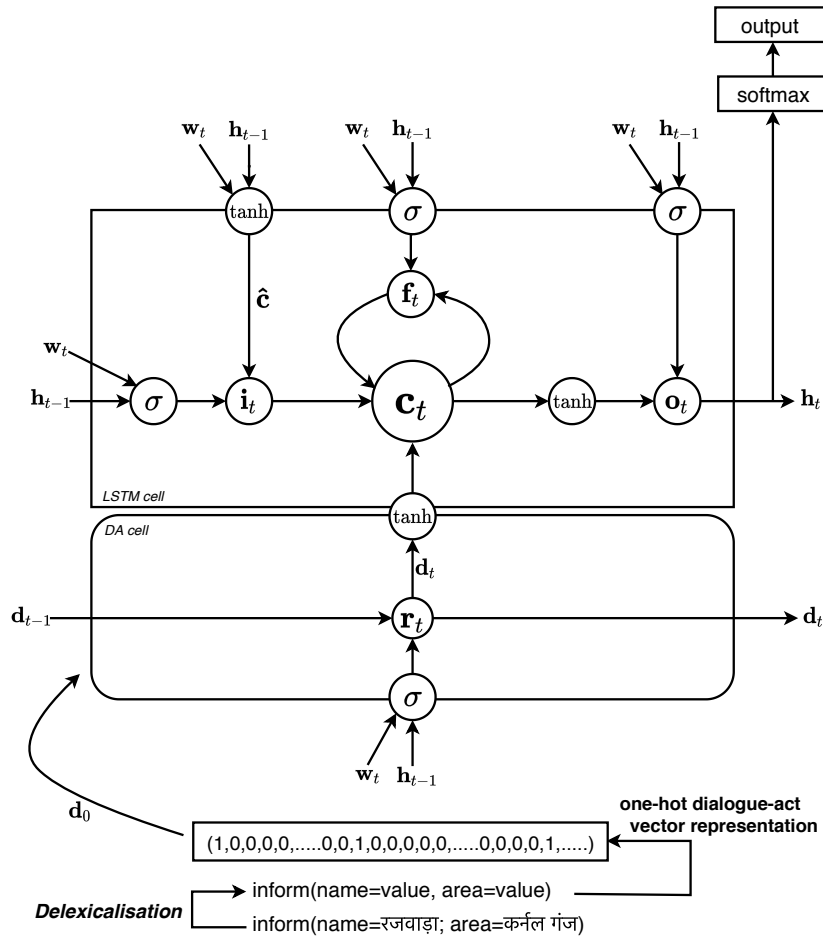 output
softmax
w_t h_{t-1} w_t h_{t-1} w_t h_{t-1}
tanh σ σ
f_t
ĉ
w_t
h_{t-1} σ i_t c_t tanh o_t h_t
LSTM cell
tanh
DA cell
d_t
d_{t-1} r_t d_t
σ
w_t h_{t-1}
d_0
one-hot dialogue-act
vector representation
(1,0,0,0,0,.....0,0,1,0,0,0,0,0,.....0,0,0,0,1,.....)
inform(name=value, area=value)
Delexicalisation
inform(name=रजवाड़ा; area=कर्नल गंज)